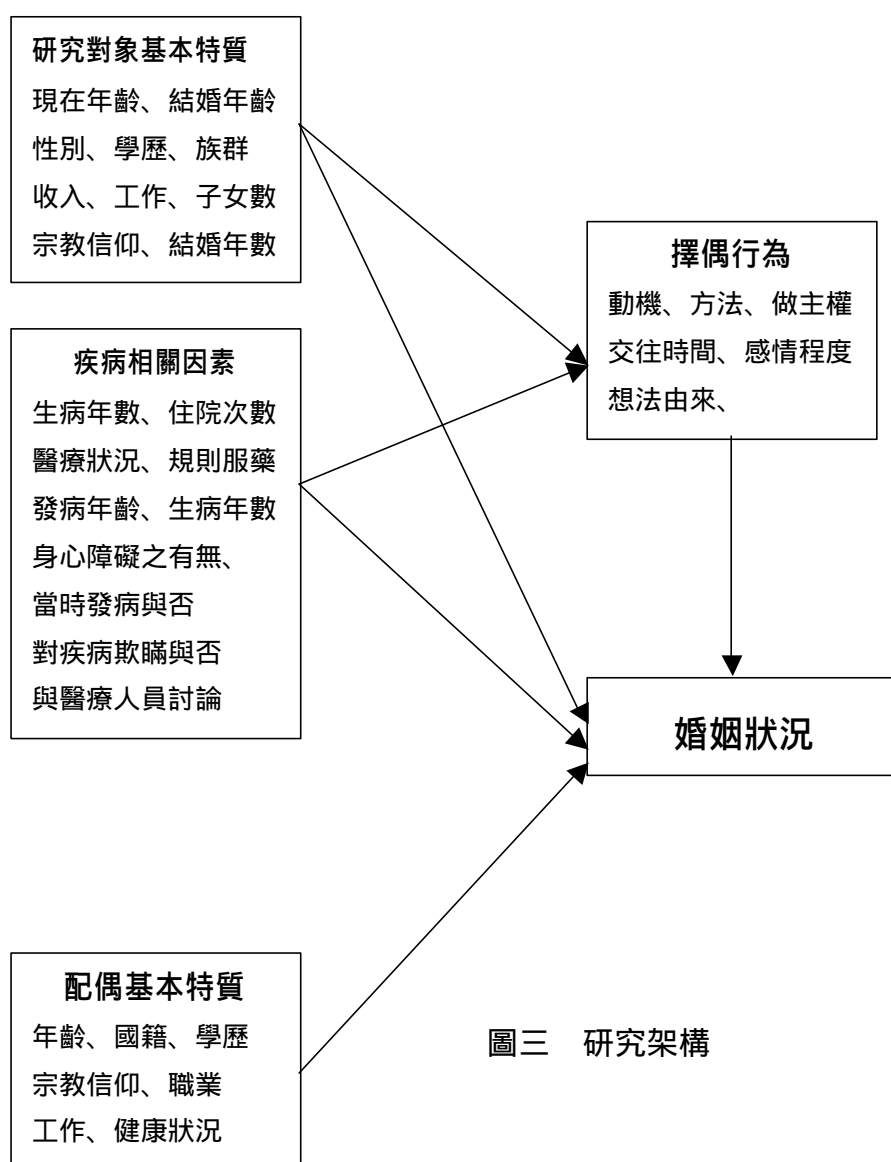 研究對象基本特質
現在年齡、結婚年齡
性別、學歷、族群
收入、工作、子女數
宗教信仰、結婚年數
疾病相關因素
生病年數、住院次數
醫療狀況、規則服藥
發病年齡、生病年數
身心障礙之有無、
當時發病與否
對疾病欺瞞與否
與醫療人員討論
擇偶行為
動機、方法、做主權
交往時間、感情程度
想法由來、
婚姻狀況
配偶基本特質
年齡、國籍、學歷
宗教信仰、職業
工作、健康狀況
圖三　研究架構